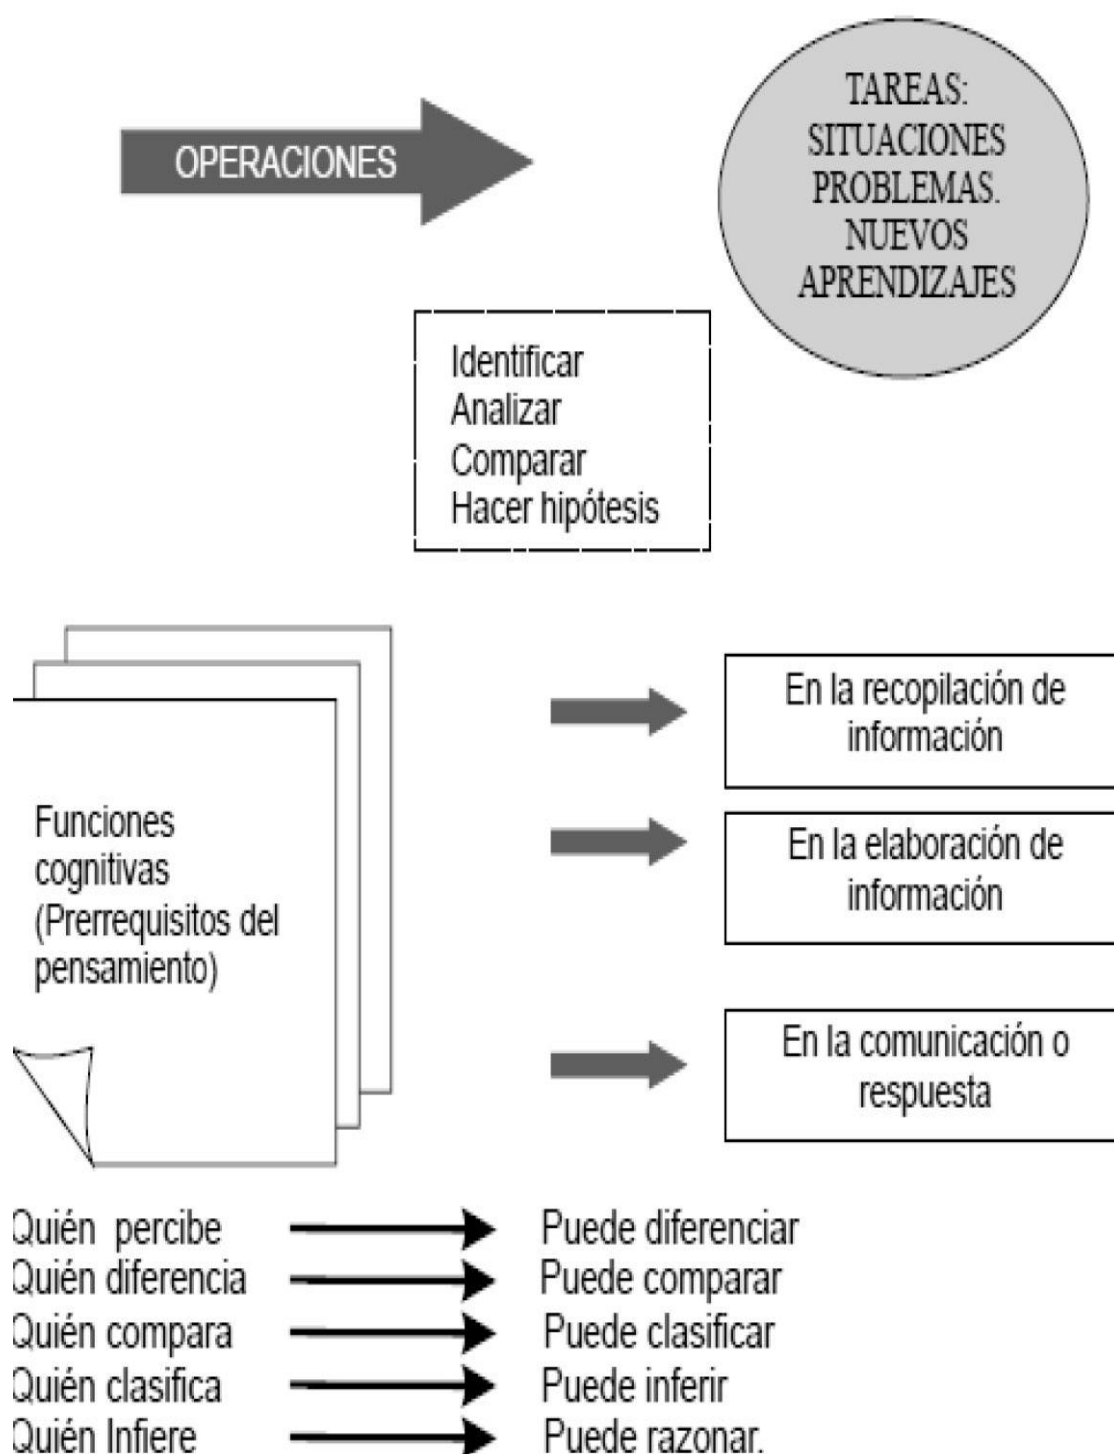 OPERACIONES
TAREAS:
SITUACIONES
PROBLEMAS.
NUEVOS
APRENDIZAJES
Identificar
Analizar
Comparar
Hacer hipótesis
Funciones
cognitivas
(Prerrequisitos del
pensamiento)
En la recopilación de
información
En la elaboración de
información
En la comunicación o
respuesta
Quién percibe Puede diferenciar
Quién diferencia Puede comparar
Quién compara Puede clasificar
Quién clasifica Puede inferir
Quién Infiere Puede razonar.